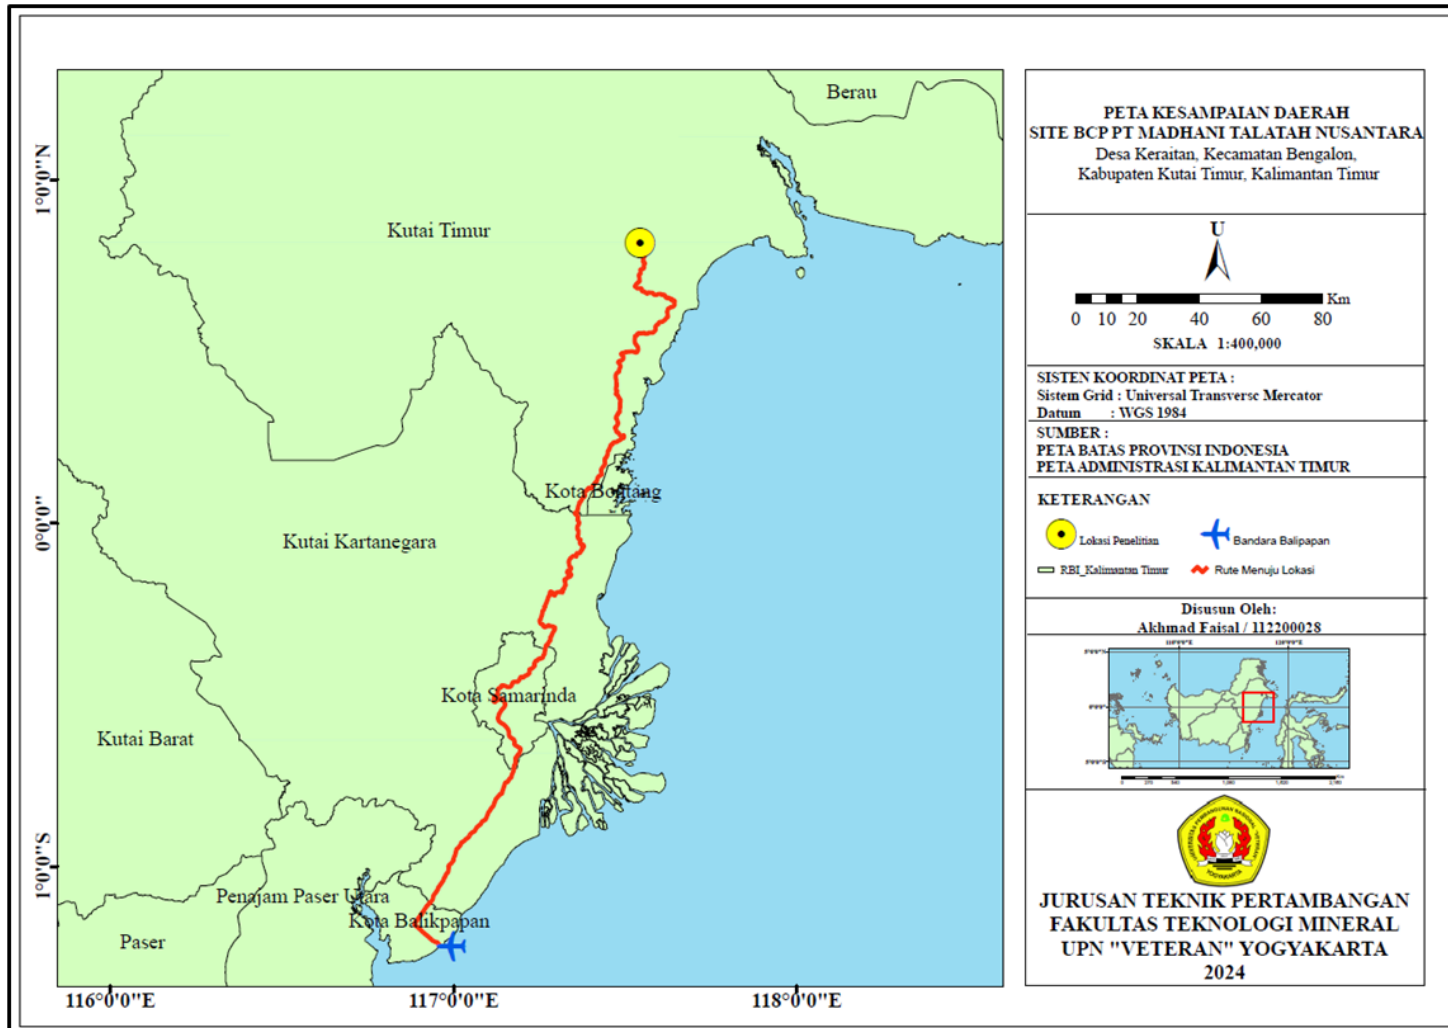 Berau
Kutai Timur
Kota Bontang
Kutai Kartanegara
Kota Samarinda
Kutai Barat
Penajam Paser Utara
Kota Balikpapan
Paser
1°0'0"N
0°0'0"
1°0'0"S
116°0'0"E
117°0'0"E
118°0'0"E
PETA KESAMPAIAN DAERAH
SITE BCP PT MADHANI TALATAH NUSANTARA
Desa Keraitan, Kecamatan Bengalon,
Kabupaten Kutai Timur, Kalimantan Timur
U
Km
0 10 20 40 60 80
SKALA 1:400,000
SISTEN KOORDINAT PETA :
Sistem Grid : Universal Transverse Mercator
Datum : WGS 1984
SUMBER :
PETA BATAS PROVINSI INDONESIA
PETA ADMINISTRASI KALIMANTAN TIMUR
KETERANGAN
Lokasi Penelitian
Bandara Balipapan
RBI_Kalimantan Timur
Rute Menuju Lokasi
Disusun Oleh:
Akhmad Faisal / 112200028
UNIVERSITAS PEMBANGUNAN NASIONAL "VETERAN"
YOGYAKARTA
JURUSAN TEKNIK PERTAMBANGAN
FAKULTAS TEKNOLOGI MINERAL
UPN "VETERAN" YOGYAKARTA
2024